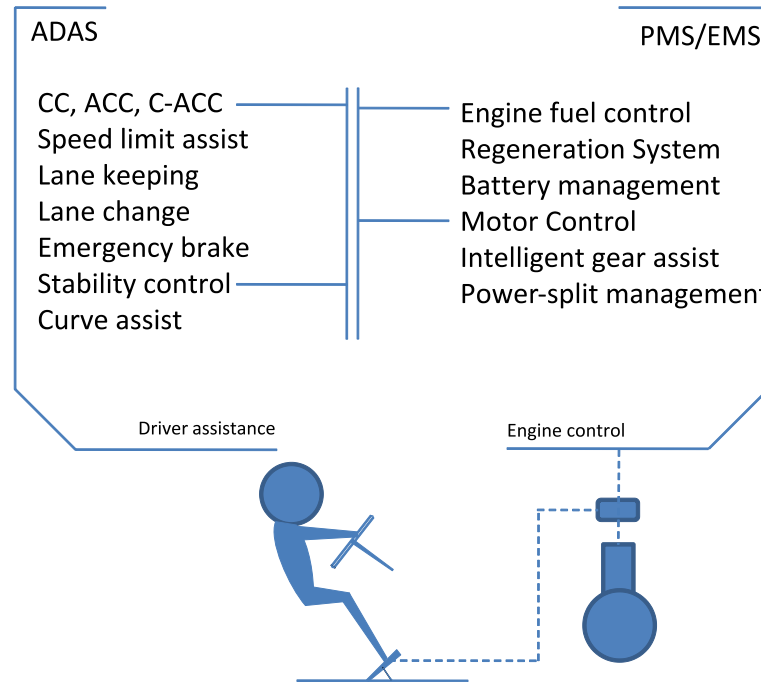 ADAS
PMS/EMS
CC, ACC, C-ACC
Speed limit assist
Lane keeping
Lane change
Emergency brake
Stability control
Curve assist
Engine fuel control
Regeneration System
Battery management
Motor Control
Intelligent gear assist
Power-split management
Driver assistance
Engine control